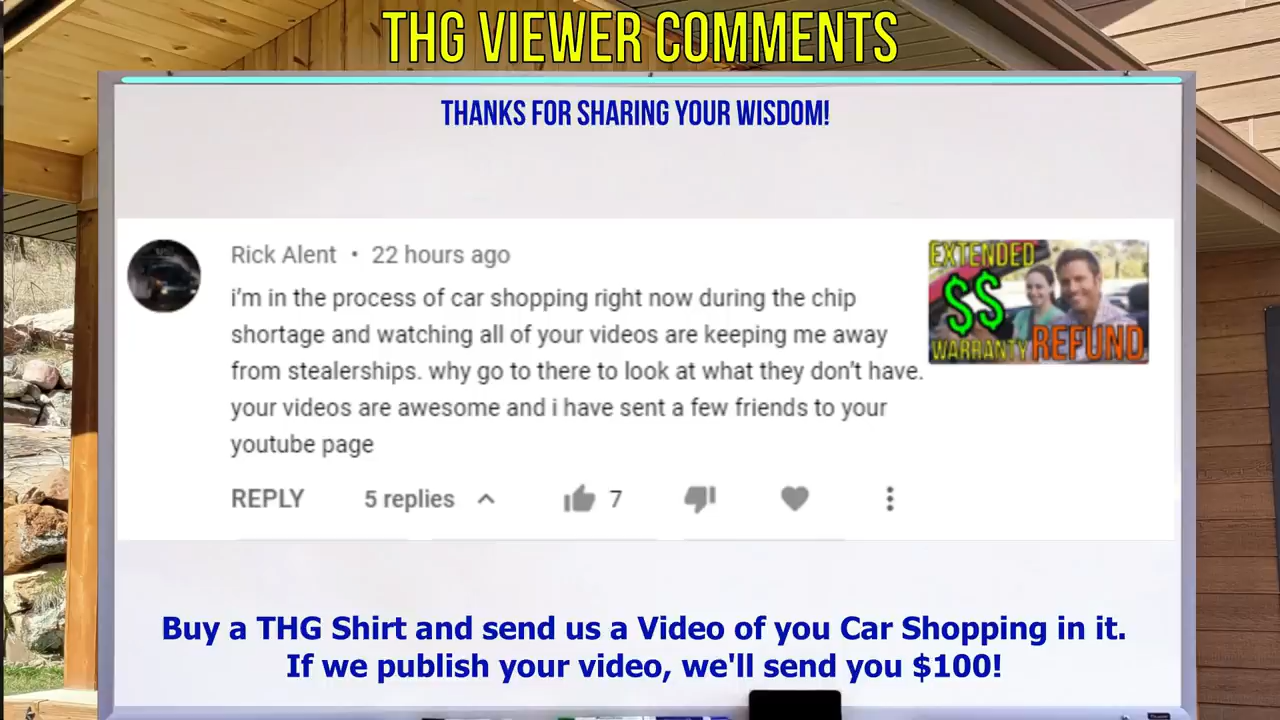 THG VIEWER COMMENTS
THANKS FOR SHARING YOUR WISDOM!
Rick Alent • 22 hours ago
i'm in the process of car shopping right now during the chip
shortage and watching all of your videos are keeping me away
from stealerships. why go to there to look at what they don't have.
your videos are awesome and i have sent a few friends to your
youtube page
EXTENDED
$$
WARRANTY REFUND
REPLY 5 replies 7
Buy a THG Shirt and send us a Video of you Car Shopping in it.
If we publish your video, we'll send you $100!